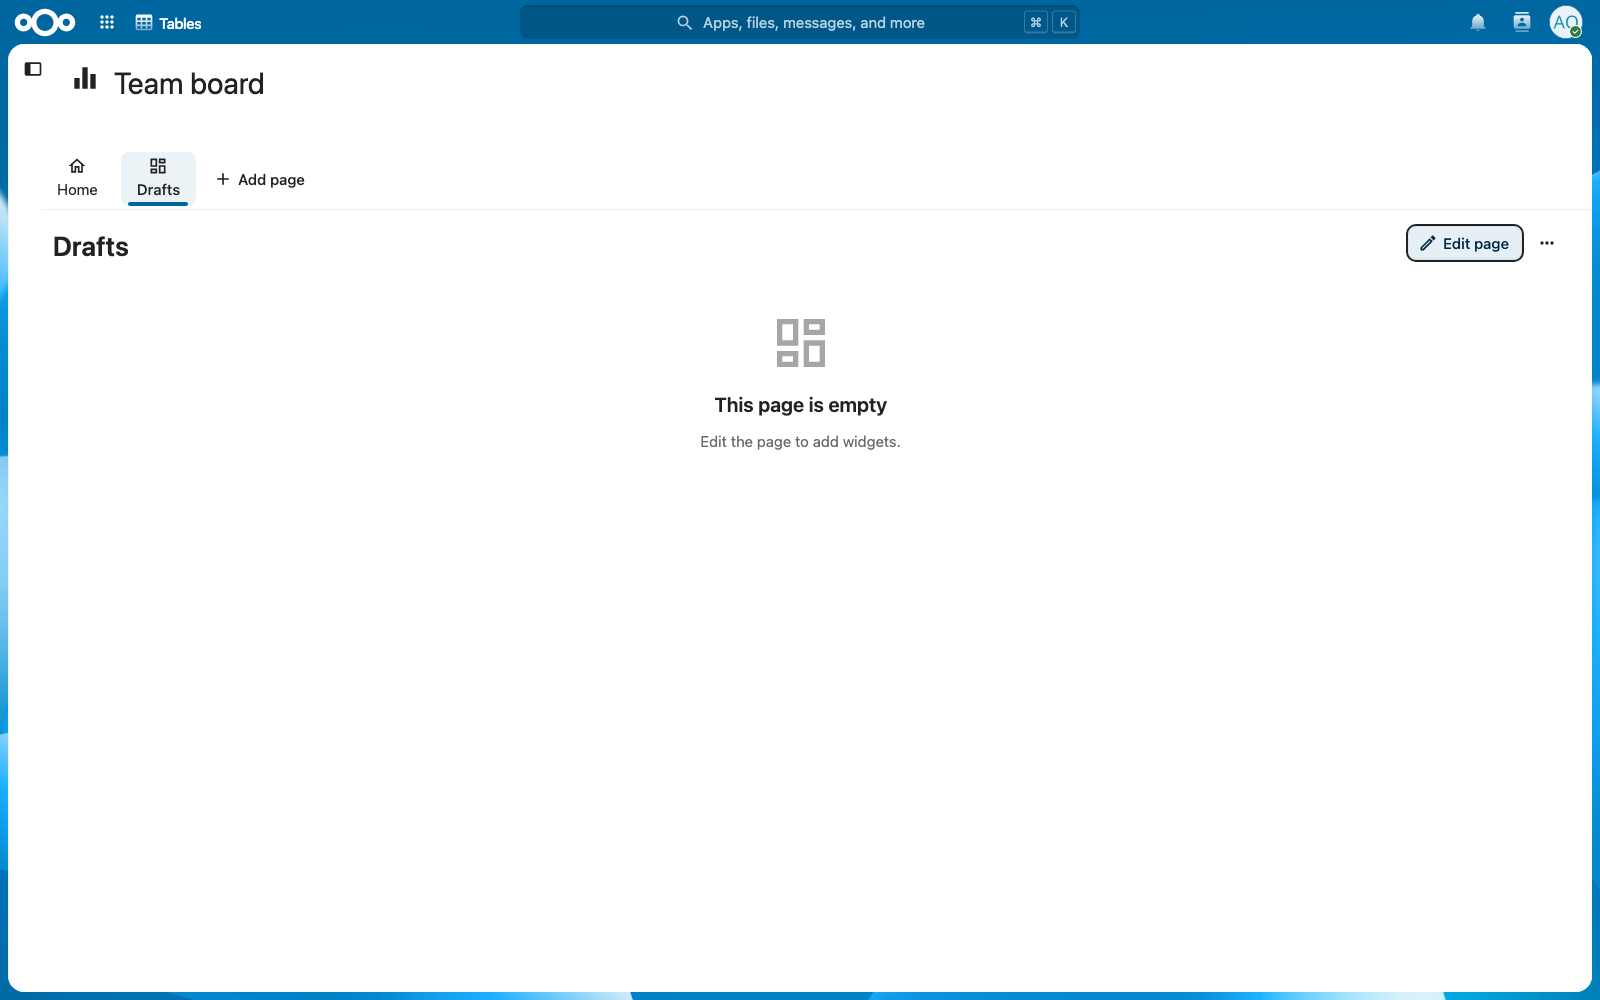 Tables
Apps, files, messages, and more
⌘ K
AO
Team board
Home
Drafts
+ Add page
Drafts
Edit page
This page is empty
Edit the page to add widgets.